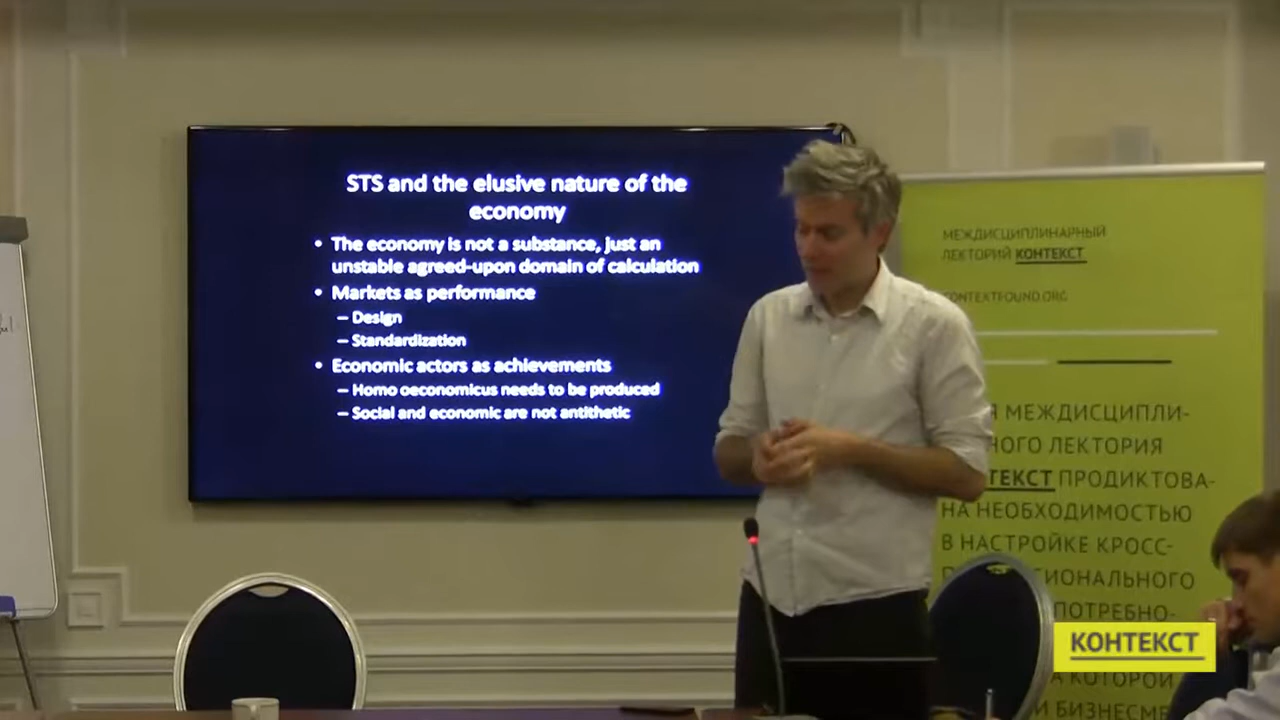 STS and the elusive nature of the
economy
• The economy is not a substance, just an
unstable agreed-upon domain of calculation
• Markets as performance
– Design
– Standardization
• Economic actors as achievements
– Homo oeconomicus needs to be produced
– Social and economic are not antithetic
МЕЖДИСЦИПЛИНАРНЫЙ
ЛЕКТОРИЙ КОНТЕКСТ
ONTEXTFOUND.ORG
Я МЕЖДИСЦИПЛИ-
НОГО ЛЕКТОРИЯ
ТЕКСТ ПРОДИКТОВА-
НА НЕОБХОДИМОСТЬЮ
В НАСТРОЙКЕ КРОСС-
ИОНАЛЬНОГО
ПОТРЕБНО-
КОНТЕКСТ
А КОТОРОЙ
И БИЗНЕСМ